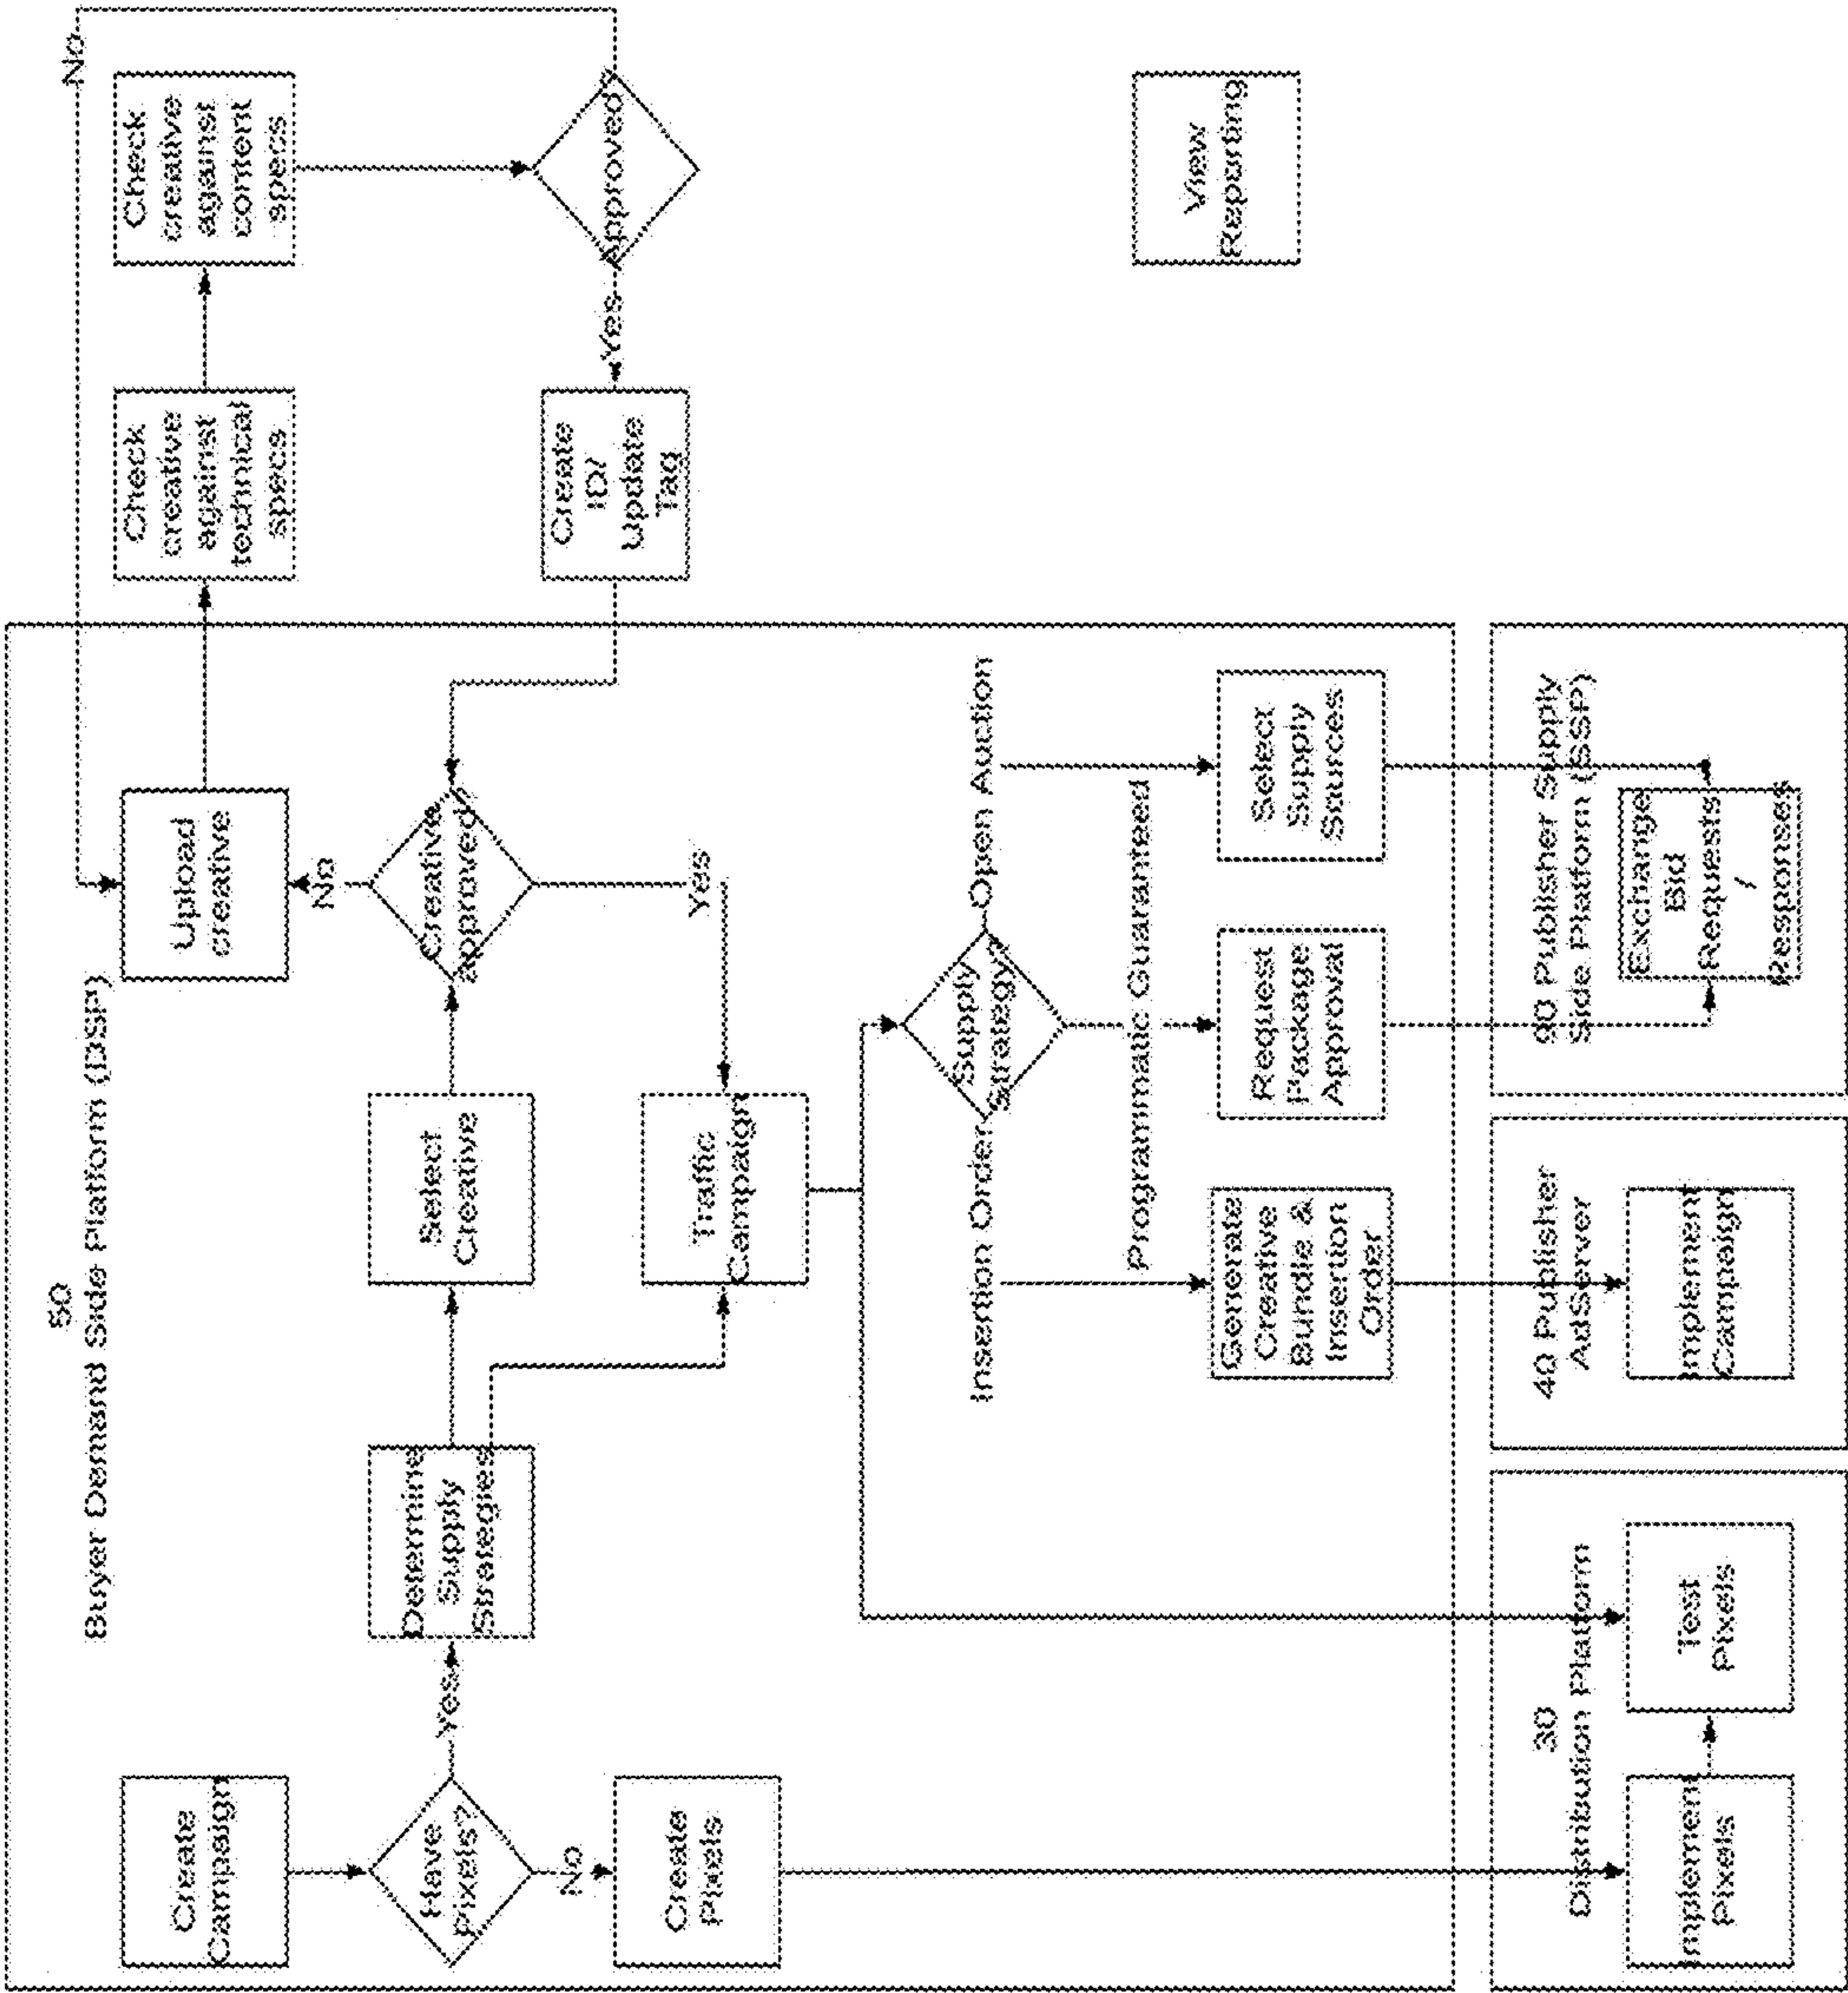 50
Buyer Demand Side Platform (DSP)
Create
Campaign
Upload
creative
Check
creative
against
technical
specs
Check
creative
against
content
specs
No
Have
Pixels?
Yes
Determine
Supply
Strategies
Select
Creative
Creative
approved?
No
No
Create
Pixels
Traffic
Campaign
Yes
Create
ID/
Update
Tag
Yes
Approved?
Insertion Order
Supply
Strategy?
Open Auction
Programmatic Guaranteed
Generate
Creative
Bundle &
Insertion
Order
Request
Package
Approval
Select
Supply
Sources
View
Reporting
30
Distribution Platform
Implement
Pixels
Test
Pixels
40 Publisher
AdServer
Implement
Campaign
90 Publisher Supply
Side Platform (SSP)
Exchange
Bid
Requests
/
Responses